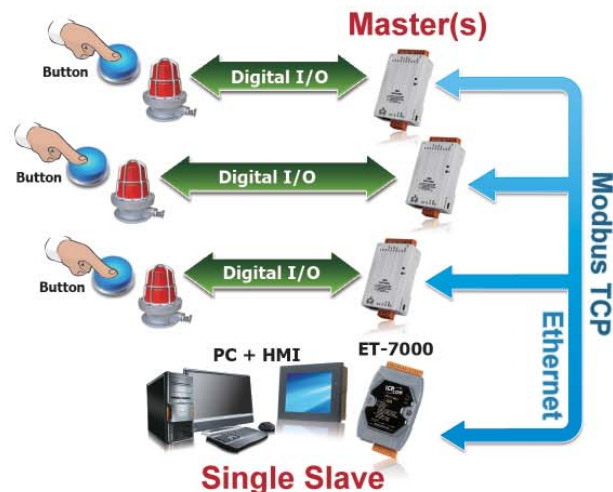 Master(s)
Button
Digital I/O
Button
Digital I/O
Button
Digital I/O
PC + HMI
ET-7000
Single Slave
Modbus TCP
Ethernet